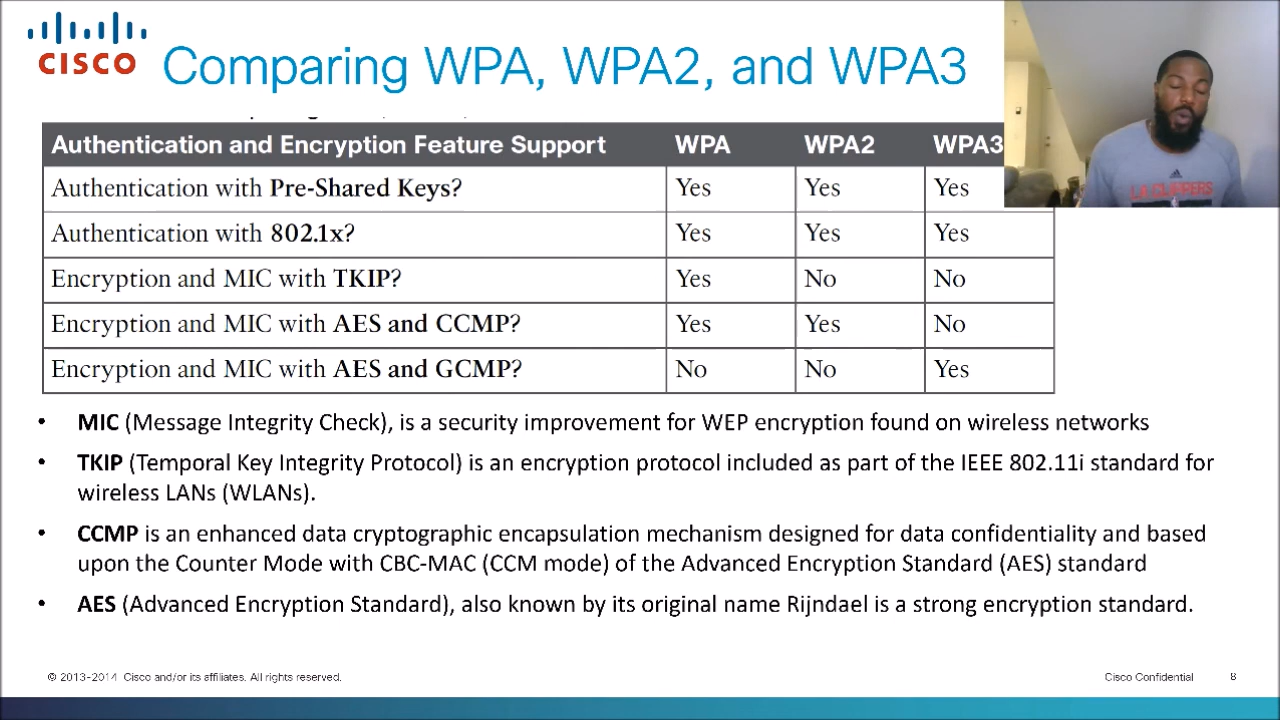 CISCO
Comparing WPA, WPA2, and WPA3
Authentication and Encryption Feature Support WPA WPA2 WPA3
Authentication with Pre-Shared Keys? Yes Yes Yes
Authentication with 802.1x? Yes Yes Yes
Encryption and MIC with TKIP? Yes No No
Encryption and MIC with AES and CCMP? Yes Yes No
Encryption and MIC with AES and GCMP? No No Yes
• MIC (Message Integrity Check), is a security improvement for WEP encryption found on wireless networks
• TKIP (Temporal Key Integrity Protocol) is an encryption protocol included as part of the IEEE 802.11i standard for
wireless LANs (WLANs).
• CCMP is an enhanced data cryptographic encapsulation mechanism designed for data confidentiality and based
upon the Counter Mode with CBC-MAC (CCM mode) of the Advanced Encryption Standard (AES) standard
• AES (Advanced Encryption Standard), also known by its original name Rijndael is a strong encryption standard.
LA CLIPPERS
© 2013-2014 Cisco and/or its affiliates. All rights reserved.
Cisco Confidential 8